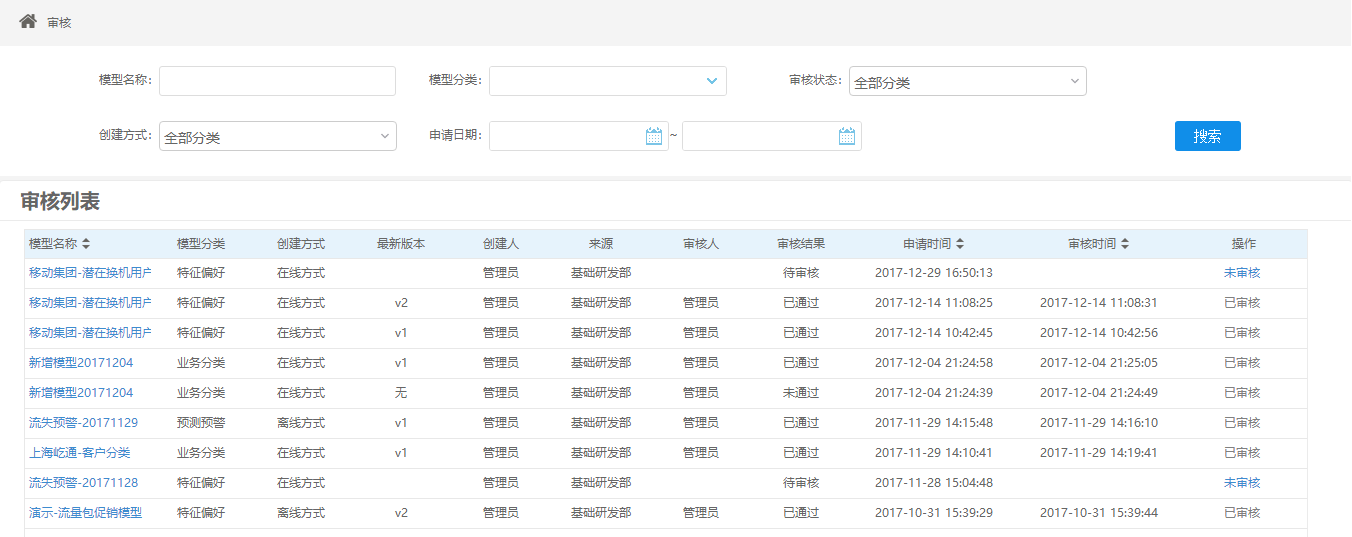 审核
模型名称： 模型分类： 审核状态： 全部分类
创建方式： 全部分类 申请日期： ~ 搜索
审核列表
模型名称 模型分类 创建方式 最新版本 创建人 来源 审核人 审核结果 申请时间 审核时间 操作
移动集团-潜在换机用户 特征偏好 在线方式 管理员 基础研发部 待审核 2017-12-29 16:50:13 未审核
移动集团-潜在换机用户 特征偏好 在线方式 v2 管理员 基础研发部 管理员 已通过 2017-12-14 11:08:25 2017-12-14 11:08:31 已审核
移动集团-潜在换机用户 特征偏好 在线方式 v1 管理员 基础研发部 管理员 已通过 2017-12-14 10:42:45 2017-12-14 10:42:56 已审核
新增模型20171204 业务分类 在线方式 v1 管理员 基础研发部 管理员 已通过 2017-12-04 21:24:58 2017-12-04 21:25:05 已审核
新增模型20171204 业务分类 在线方式 无 管理员 基础研发部 管理员 未通过 2017-12-04 21:24:39 2017-12-04 21:24:49 已审核
流失预警-20171129 预测预警 离线方式 v1 管理员 基础研发部 管理员 已通过 2017-11-29 14:15:48 2017-11-29 14:16:10 已审核
上海屹通-客户分类 业务分类 在线方式 v1 管理员 基础研发部 管理员 已通过 2017-11-29 14:10:41 2017-11-29 14:19:41 已审核
流失预警-20171128 特征偏好 在线方式 管理员 基础研发部 待审核 2017-11-28 15:04:48 未审核
演示-流量包促销模型 特征偏好 离线方式 v2 管理员 基础研发部 管理员 已通过 2017-10-31 15:39:29 2017-10-31 15:39:44 已审核